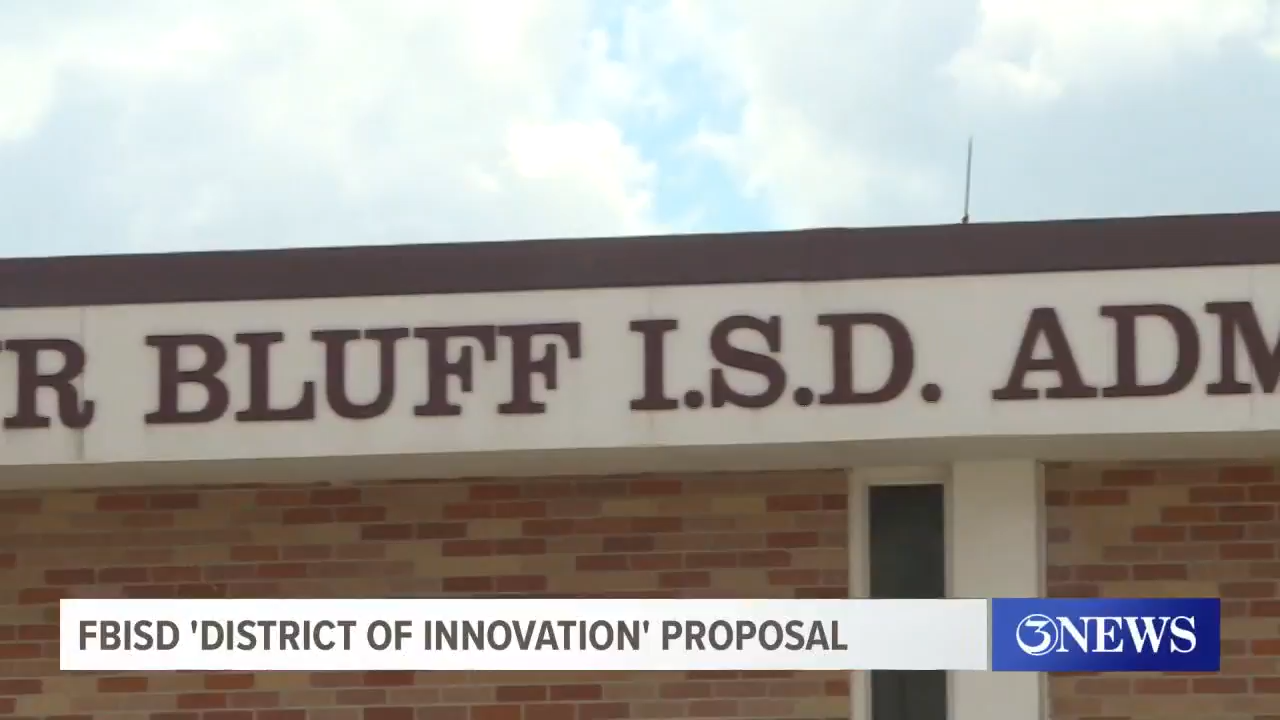 R BLUFF I.S.D. ADM
FBISD 'DISTRICT OF INNOVATION' PROPOSAL
3NEWS